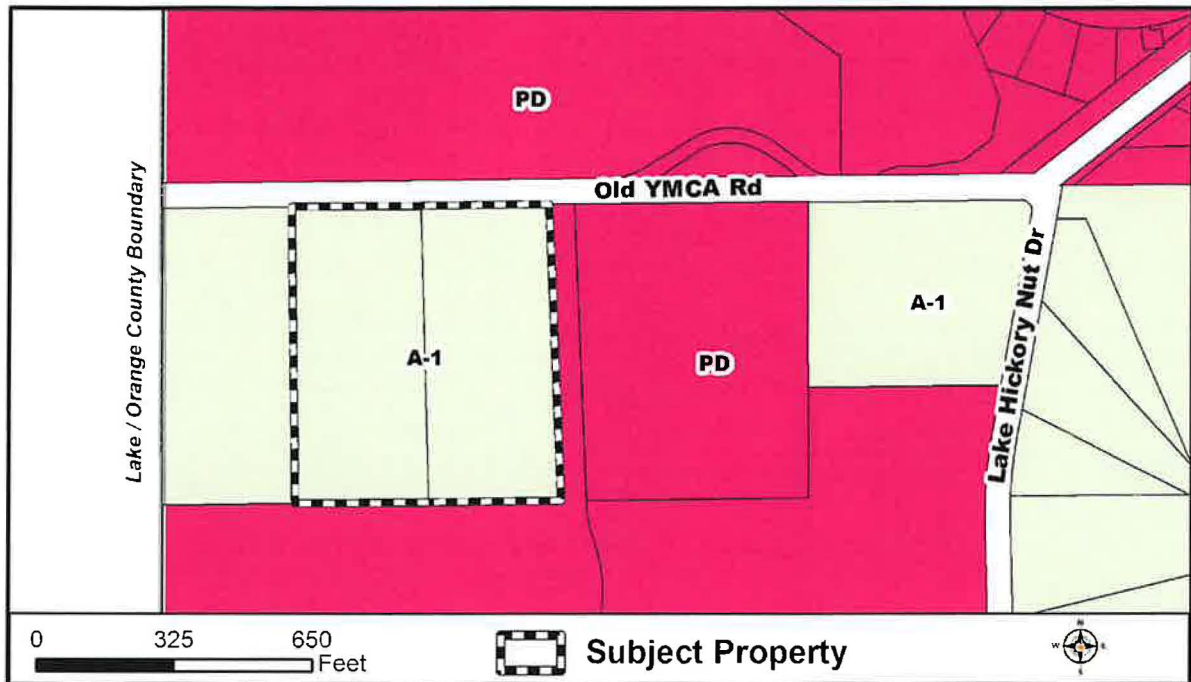 PD
Old YMCA Rd
Lake / Orange County Boundary
A-1
PD
A-1
Lake Hickory Nut Dr
0 325 650
Feet
Subject Property
N
W E
S